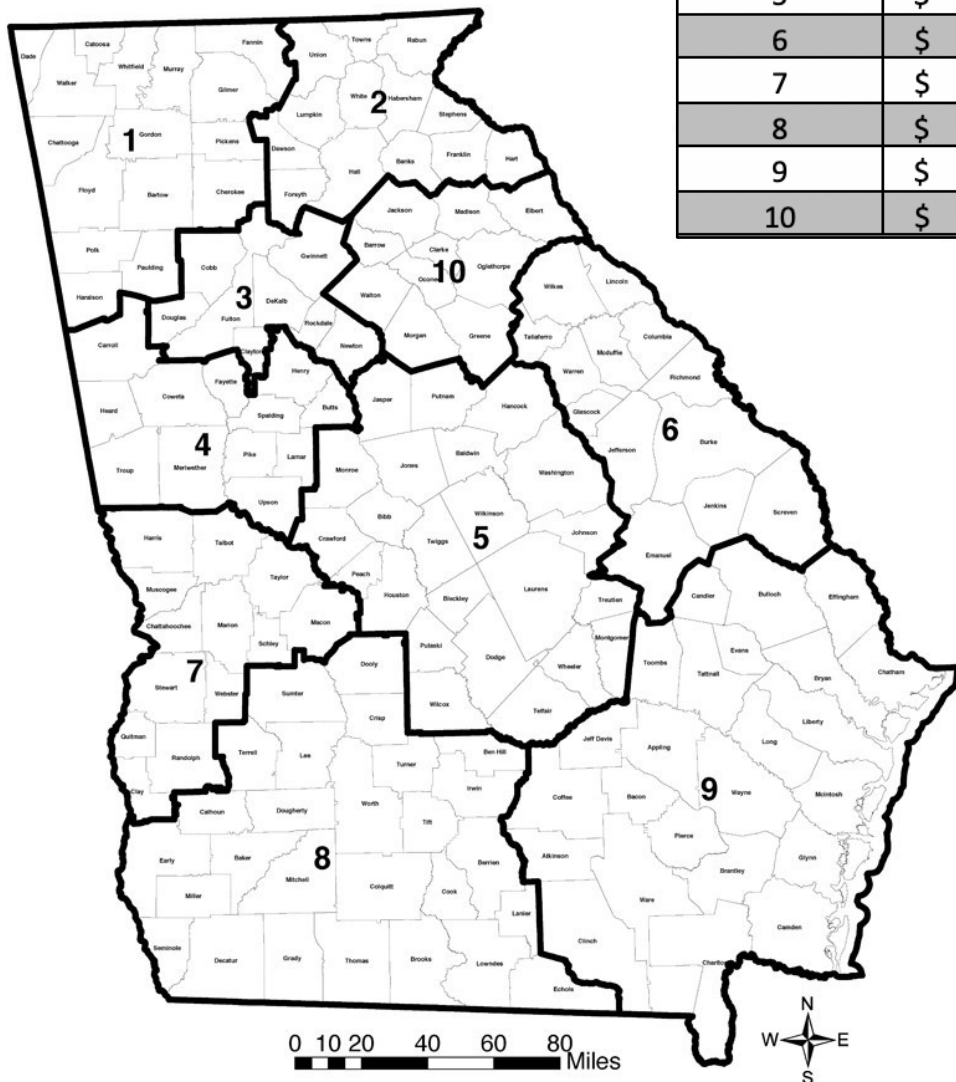 6 $
7 $
8 $
9 $
10 $
Dade
Catoosa
Whitfield
Murray
Fannin
Walker
Gilmer
Chattooga
1
Gordon
Pickens
Floyd
Bartow
Cherokee
Polk
Paulding
Haralson
Union
Towns
Rabun
White
2
Habersham
Lumpkin
Stephens
Dawson
Hall
Banks
Franklin
Hart
Forsyth
Cobb
Gwinnett
3
DeKalb
Douglas
Fulton
Rockdale
Clayton
Newton
Jackson
Madison
Elbert
Barrow
Clarke
Oconee
10
Oglethorpe
Walton
Morgan
Greene
Carroll
Fayette
Henry
Heard
Coweta
Spalding
Butts
4
Troup
Meriwether
Pike
Lamar
Upson
Jasper
Putnam
Hancock
Monroe
Jones
Baldwin
Washington
Bibb
Wilkinson
Crawford
Twiggs
5
Johnson
Peach
Houston
Bleckley
Laurens
Treutlen
Pulaski
Dodge
Wheeler
Montgomer
Wilcox
Telfair
Wilkes
Lincoln
Taliaferro
Mcduffie
Columbia
Warren
Richmond
Glascock
Jefferson
6
Burke
Jenkins
Screven
Emanuel
Harris
Talbot
Muscogee
Taylor
Chattahoochee
Marion
Schley
Macon
7
Stewart
Webster
Quitman
Randolph
Clay
Dooly
Sumter
Crisp
Terrell
Lee
Turner
Ben Hill
Calhoun
Dougherty
Worth
Irwin
Tift
Early
Baker
8
Mitchell
Berrien
Miller
Colquitt
Cook
Lanier
Seminole
Decatur
Grady
Thomas
Brooks
Lowndes
Echols
Candler
Bulloch
Effingham
Toombs
Tattnall
Evans
Bryan
Chatham
Liberty
Jeff Davis
Appling
Long
Coffee
Bacon
9
Wayne
Mcintosh
Pierce
Atkinson
Brantley
Glynn
Ware
Clinch
Camden
Charlton
0 10 20 40 60 80
Miles
N
W E
S